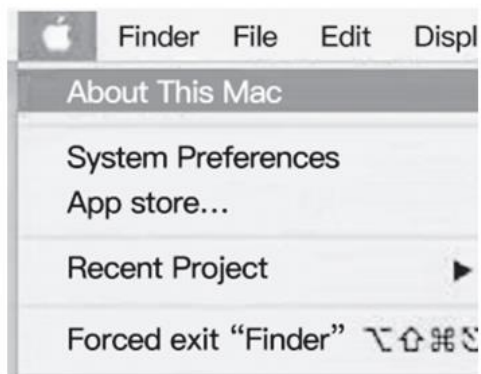 Finder File Edit
About This Mac
System Preferences
App store...
Recent Project
Forced exit “Finder” ⌥⇧⌘